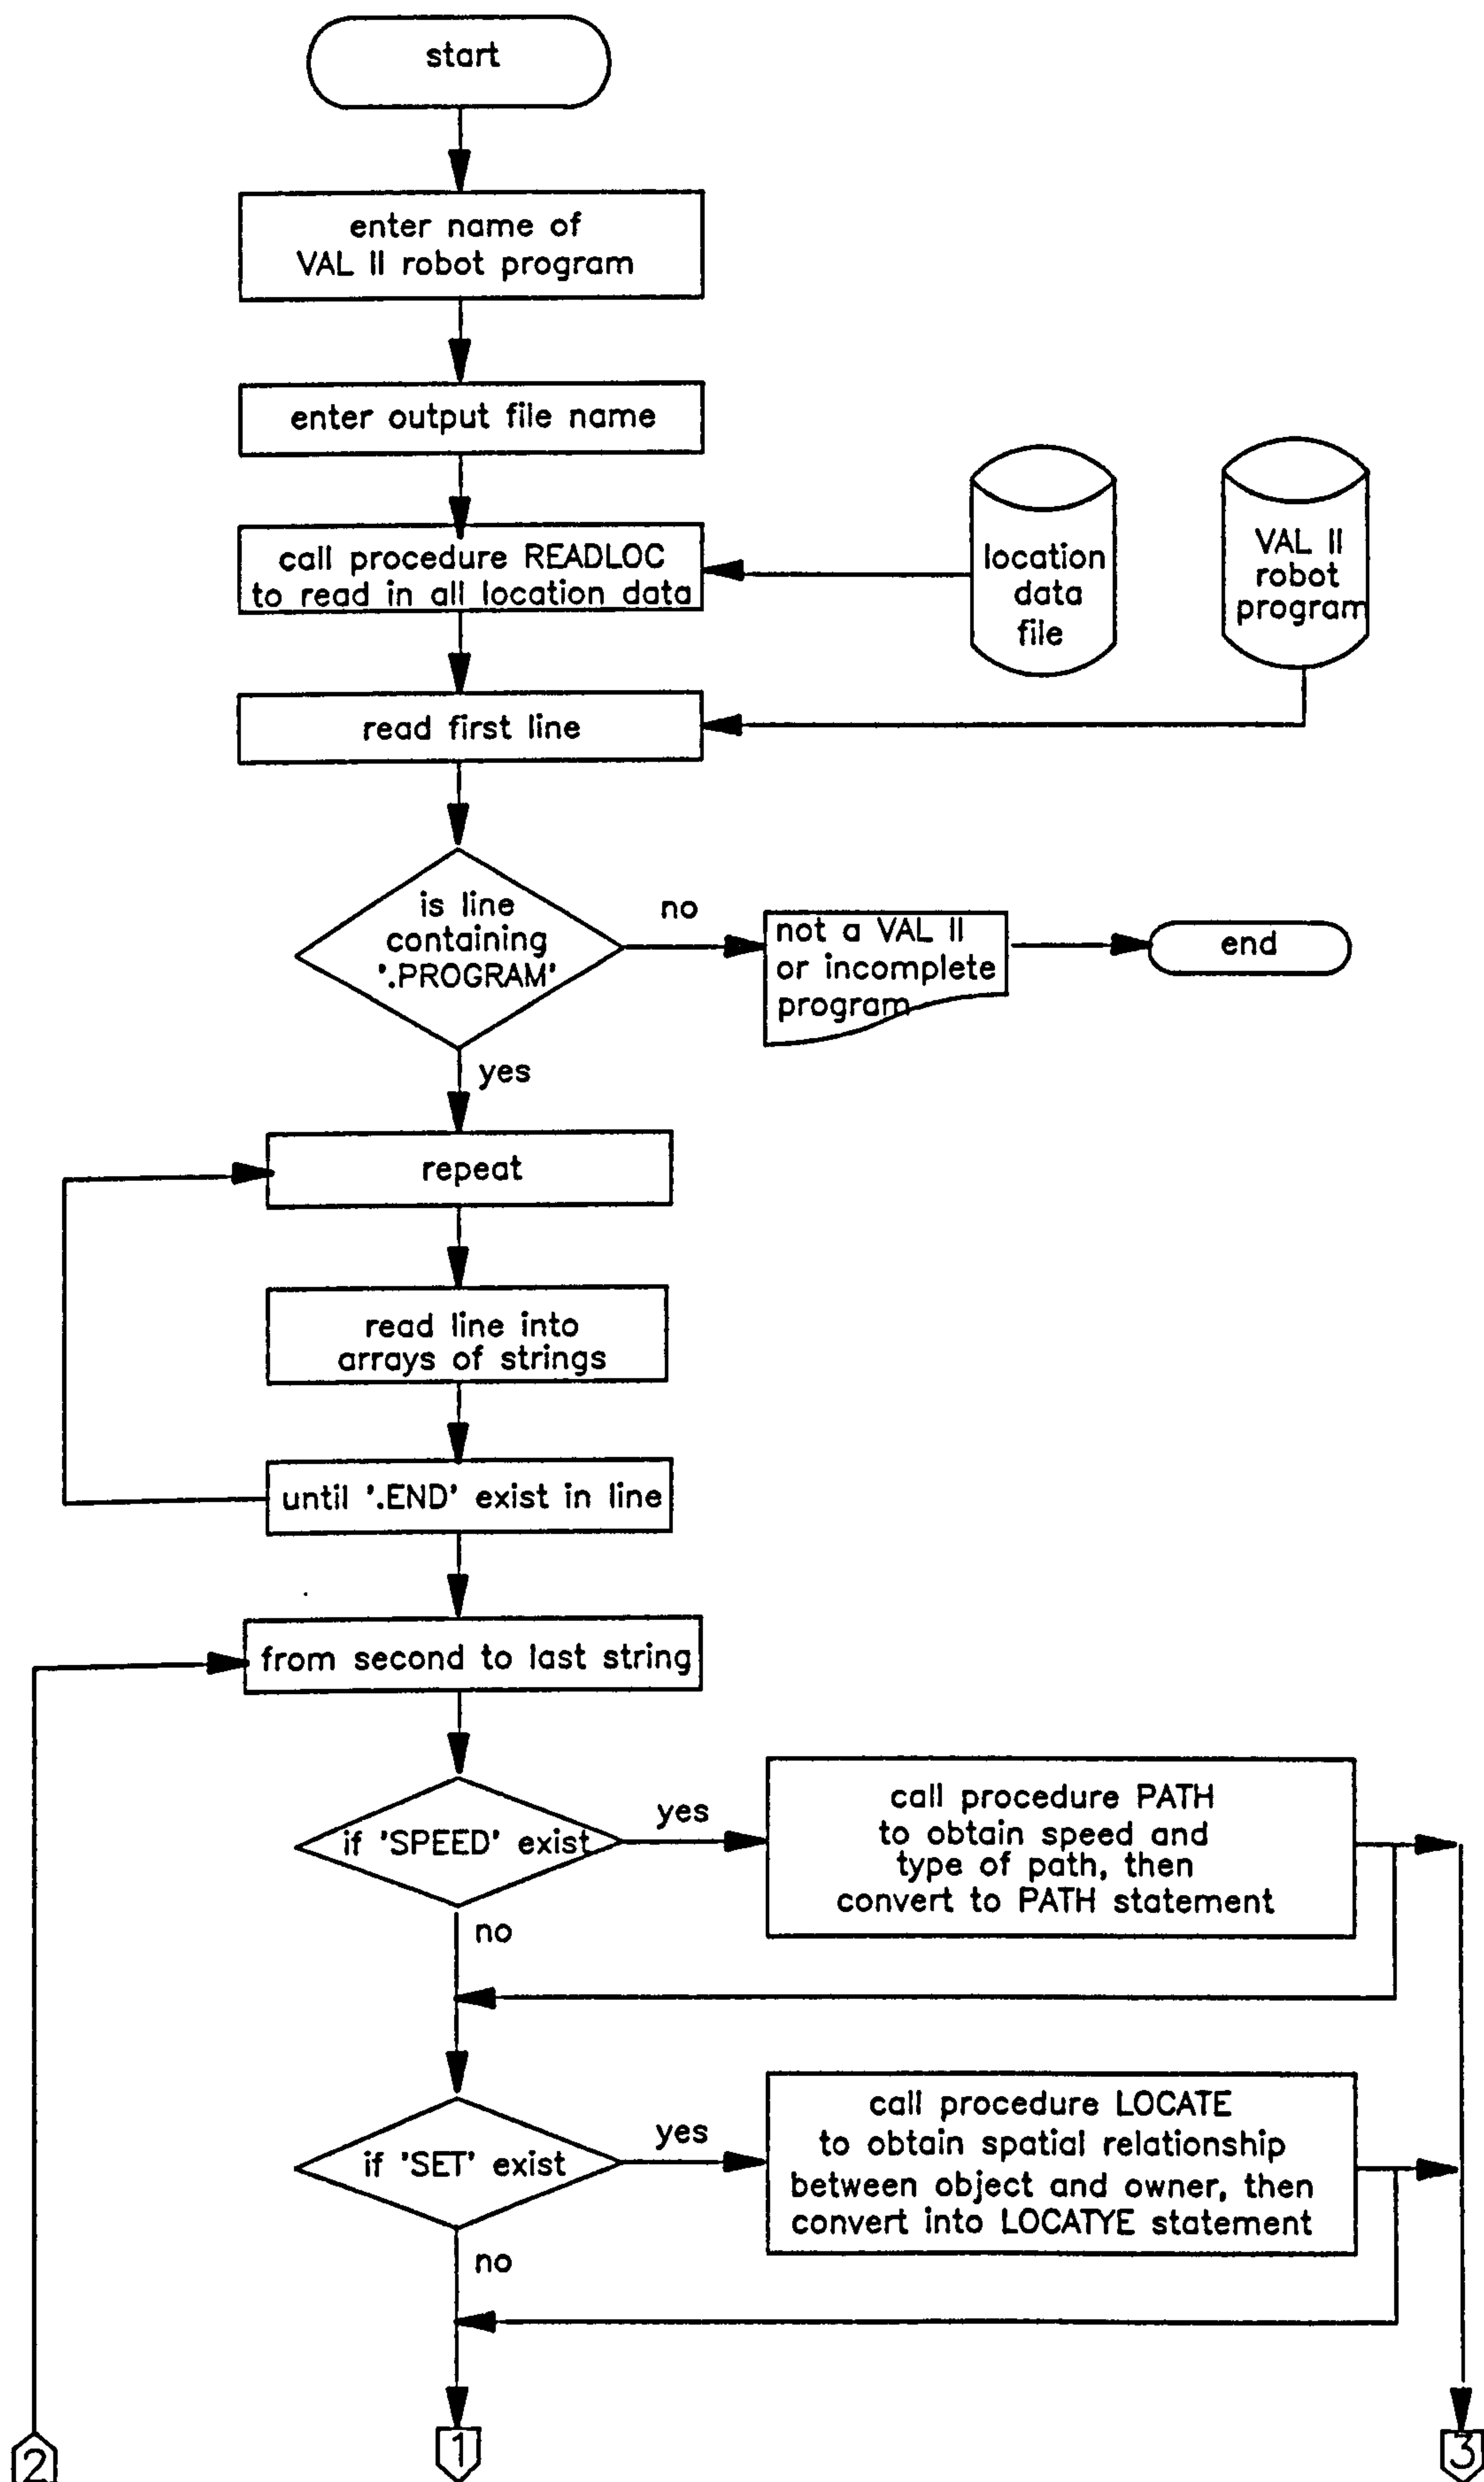 start
enter name of
VAL II robot program
enter output file name
call procedure READLOC
to read in all location data
location
data
file
VAL II
robot
program
read first line
is line
containing
'.PROGRAM'
no
not a VAL II
or incomplete
program
end
yes
repeat
read line into
arrays of strings
until '.END' exist in line
from second to last string
if 'SPEED' exist
yes
call procedure PATH
to obtain speed and
type of path, then
convert to PATH statement
no
if 'SET' exist
yes
call procedure LOCATE
to obtain spatial relationship
between object and owner, then
convert into LOCATYE statement
no
2
1
3